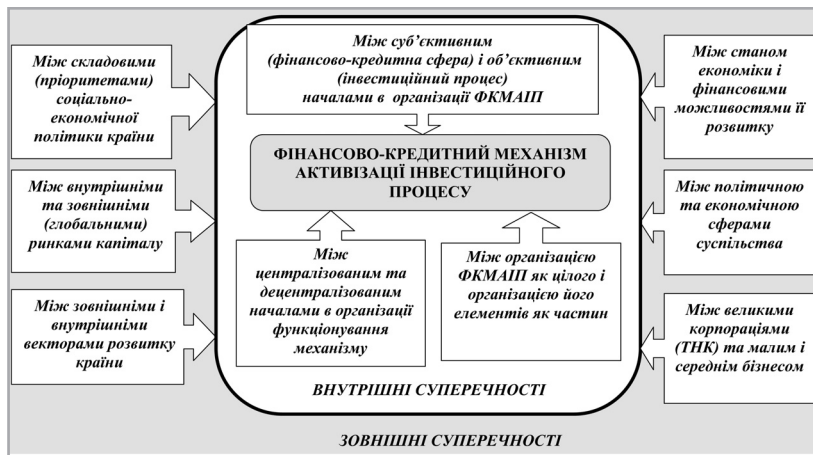 Між складовими
(пріоритетами)
соціально-
економічної
політики країни
Між внутрішніми
та зовнішніми
(глобальними)
ринками капіталу
Між зовнішніми і
внутрішніми
векторами розвитку
країни
Між суб’єктивним
(фінансово-кредитна сфера) і об’єктивним
(інвестиційний процес)
началами в організації ФКМАІП
ФІНАНСОВО-КРЕДИТНИЙ МЕХАНІЗМ
АКТИВІЗАЦІЇ ІНВЕСТИЦІЙНОГО
ПРОЦЕСУ
Між
централізованим та
децентралізованим
началами в організації
функціонування
механізму
Між організацією
ФКМАІП як цілого і
організацією його
елементів як частин
ВНУТРІШНІ СУПЕРЕЧНОСТІ
Між станом
економіки і
фінансовими
можливостями її
розвитку
Між політичною
та економічною
сферами
суспільства
Між великими
корпораціями
(ТНК) та малим і
середнім бізнесом
ЗОВНІШНІ СУПЕРЕЧНОСТІ